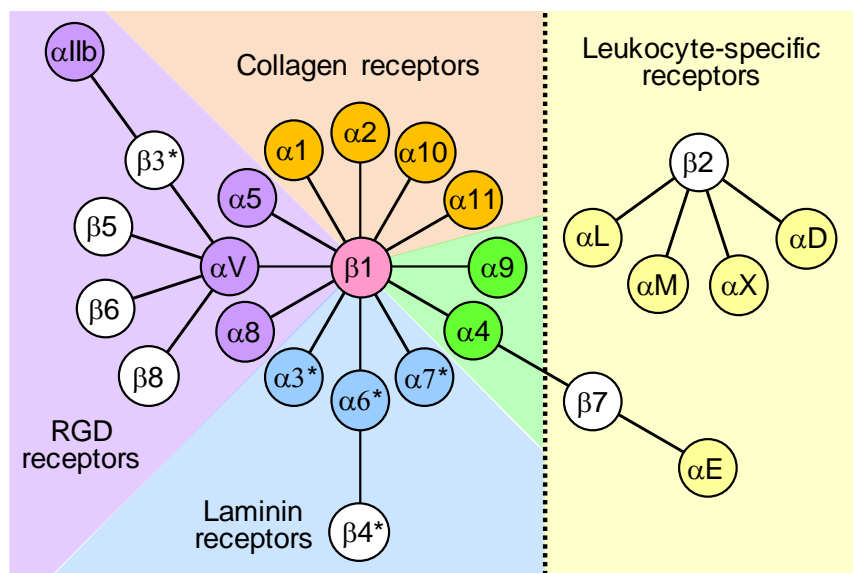 αIIb
Collagen receptors
Leukocyte-specific
receptors
α1
α2
α10
α11
β3*
α5
β5
αV
β1
α9
β6
α8
α4
β8
α3*
α6*
α7*
β2
αL
αM
αX
αD
β7
αE
RGD
receptors
Laminin
receptors
β4*